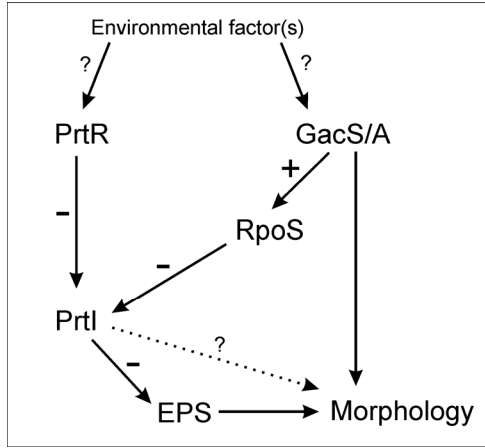 Environmental factor(s)
? ?
PrtR GacS/A
+
-
RpoS
-
PrtI
?
-
EPS Morphology